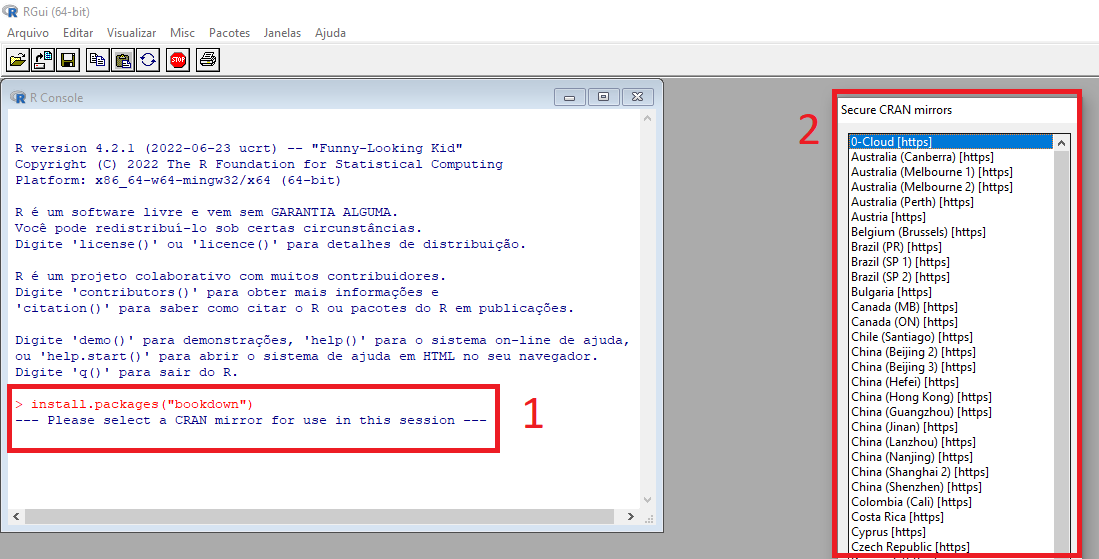 RGui (64-bit)
Arquivo Editar Visualizar Misc Pacotes Janelas Ajuda
STOP
R Console
R version 4.2.1 (2022-06-23 ucrt) -- "Funny-Looking Kid"
Copyright (C) 2022 The R Foundation for Statistical Computing
Platform: x86_64-w64-mingw32/x64 (64-bit)
R é um software livre e vem sem GARANTIA ALGUMA.
Você pode redistribuí-lo sob certas circunstâncias.
Digite 'license()' ou 'licence()' para detalhes de distribuição.
R é um projeto colaborativo com muitos contribuidores.
Digite 'contributors()' para obter mais informações e
'citation()' para saber como citar o R ou pacotes do R em publicações.
Digite 'demo()' para demonstrações, 'help()' para o sistema on-line de ajuda,
ou 'help.start()' para abrir o sistema de ajuda em HTML no seu navegador.
Digite 'q()' para sair do R.
> install.packages("bookdown")
--- Please select a CRAN mirror for use in this session ---
1
2
Secure CRAN mirrors
0-Cloud [https]
Australia (Canberra) [https]
Australia (Melbourne 1) [https]
Australia (Melbourne 2) [https]
Australia (Perth) [https]
Austria [https]
Belgium (Brussels) [https]
Brazil (PR) [https]
Brazil (SP 1) [https]
Brazil (SP 2) [https]
Bulgaria [https]
Canada (MB) [https]
Canada (ON) [https]
Chile (Santiago) [https]
China (Beijing 2) [https]
China (Beijing 3) [https]
China (Hefei) [https]
China (Hong Kong) [https]
China (Guangzhou) [https]
China (Jinan) [https]
China (Lanzhou) [https]
China (Nanjing) [https]
China (Shanghai 2) [https]
China (Shenzhen) [https]
Colombia (Cali) [https]
Costa Rica [https]
Cyprus [https]
Czech Republic [https]